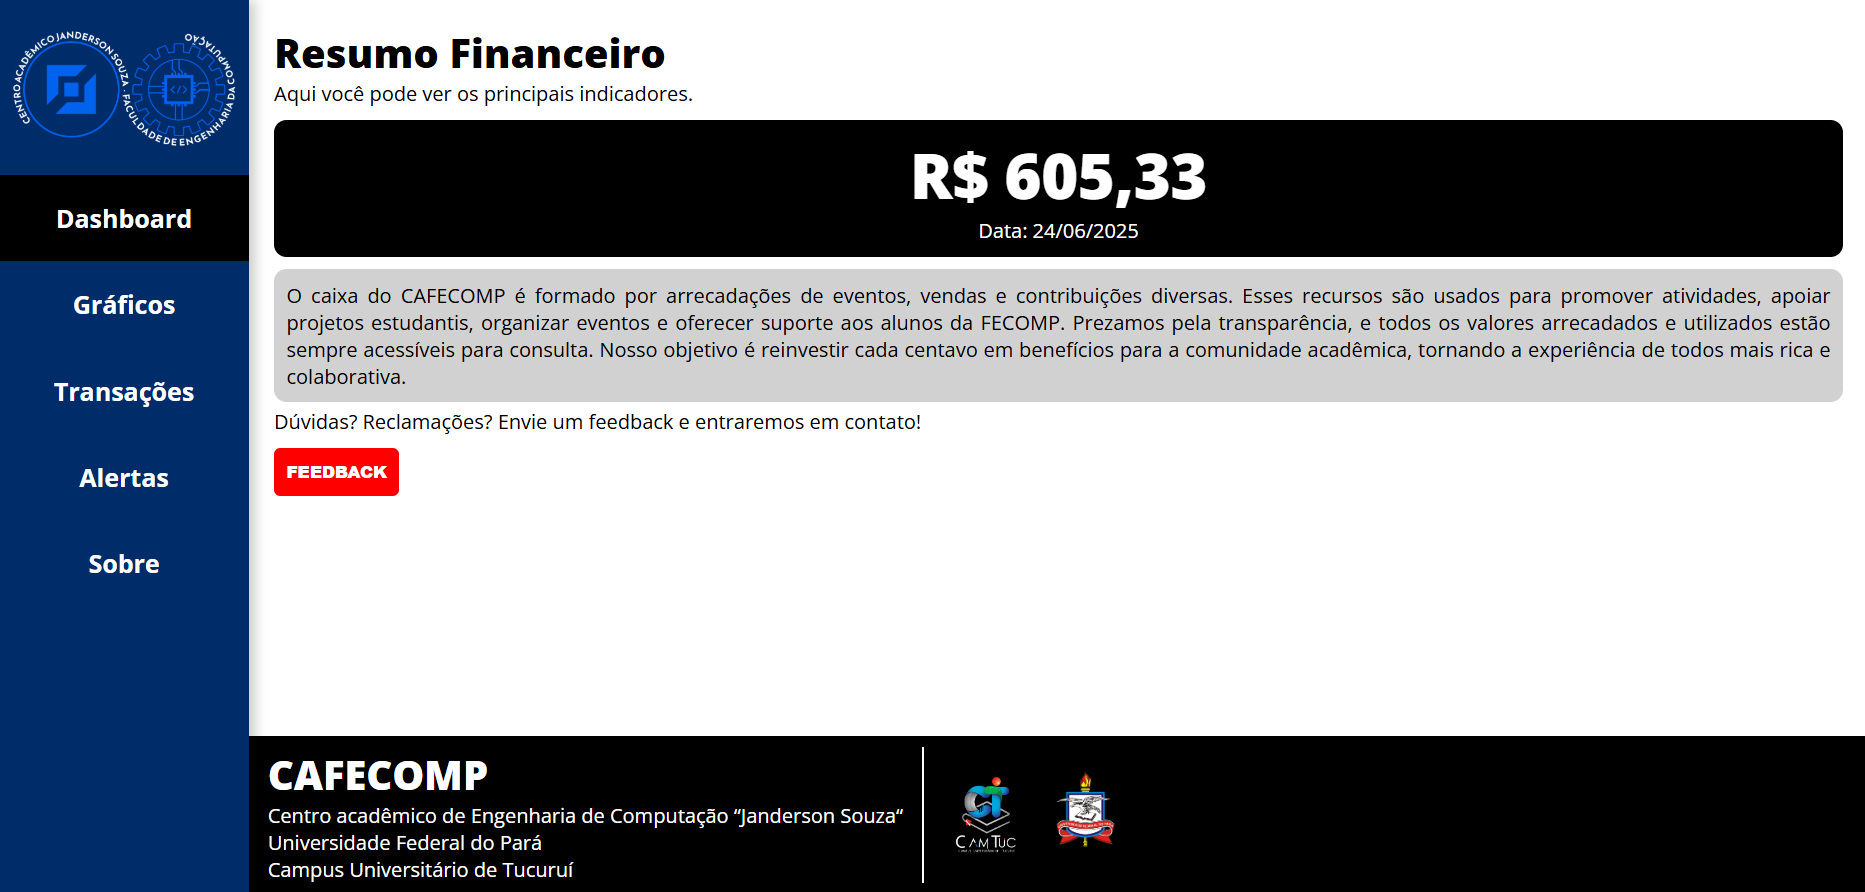 CENTRO ACADÊMICO JANDERSON SOUZA · FACULDADE DE ENGENHARIA DA COMPUTAÇÃO
</>
Dashboard
Gráficos
Transações
Alertas
Sobre
Resumo Financeiro
Aqui você pode ver os principais indicadores.
R$ 605,33
Data: 24/06/2025
O caixa do CAFECOMP é formado por arrecadações de eventos, vendas e contribuições diversas. Esses recursos são usados para promover atividades, apoiar
projetos estudantis, organizar eventos e oferecer suporte aos alunos da FECOMP. Prezamos pela transparência, e todos os valores arrecadados e utilizados estão
sempre acessíveis para consulta. Nosso objetivo é reinvestir cada centavo em benefícios para a comunidade acadêmica, tornando a experiência de todos mais rica e
colaborativa.
Dúvidas? Reclamações? Envie um feedback e entraremos em contato!
FEEDBACK
CAFECOMP
Centro acadêmico de Engenharia de Computação “Janderson Souza“
Universidade Federal do Pará
Campus Universitário de Tucuruí
CAMTUC